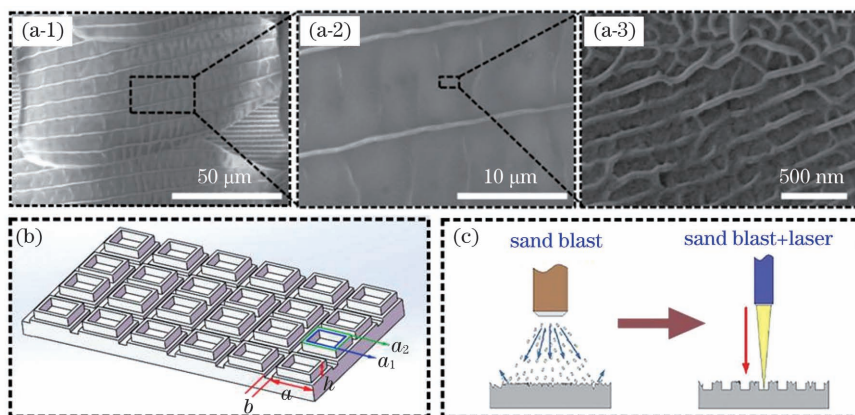 (a-1)
(a-2)
(a-3)
50 μm
10 μm
500 nm
(b)
a₂
a₁
h
a
b
(c)
sand blast
sand blast+laser